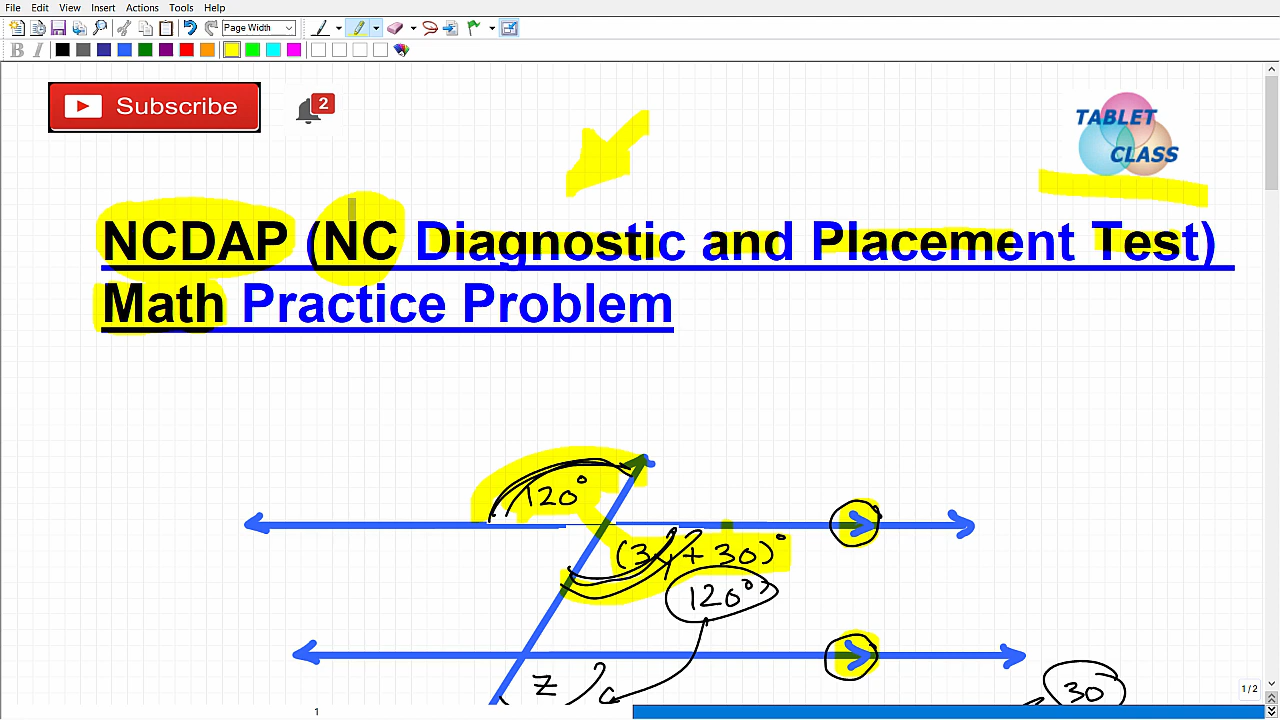 File Edit View Insert Actions Tools Help
Page Width
B I
Subscribe 2
TABLET
CLASS
NCDAP (NC Diagnostic and Placement Test)
Math Practice Problem
120°
(3y+30)°
120°
z
30
1/2
1